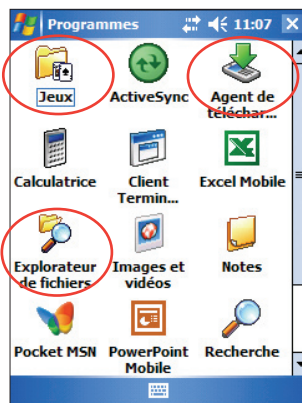 Programmes 11:07
Jeux ActiveSync Agent de
téléchar...
Calculatrice Client Excel Mobile
Termin...
Explorateur Images et Notes
de fichiers vidéos
Pocket MSN PowerPoint Recherche
Mobile